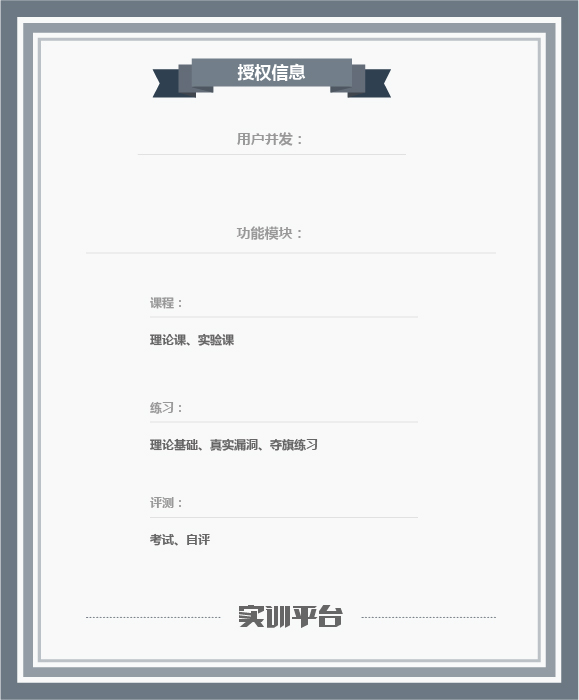 授权信息
用户并发：
功能模块：
课程：
理论课、实验课
练习：
理论基础、真实漏洞、夺旗练习
评测：
考试、自评
实训平台